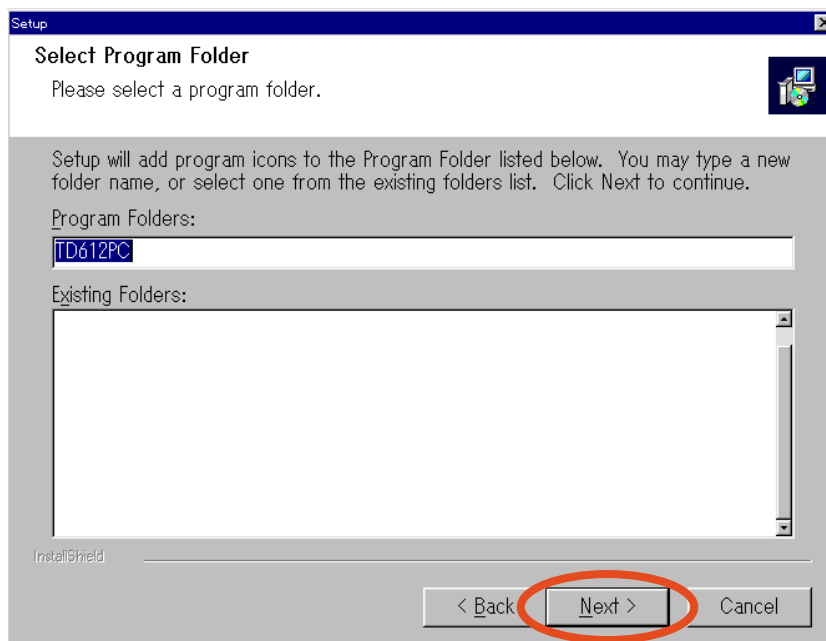 Setup
Select Program Folder
Please select a program folder.
Setup will add program icons to the Program Folder listed below. You may type a new
folder name, or select one from the existing folders list. Click Next to continue.
Program Folders:
TD612PC
Existing Folders:
InstallShield
< Back
Next >
Cancel